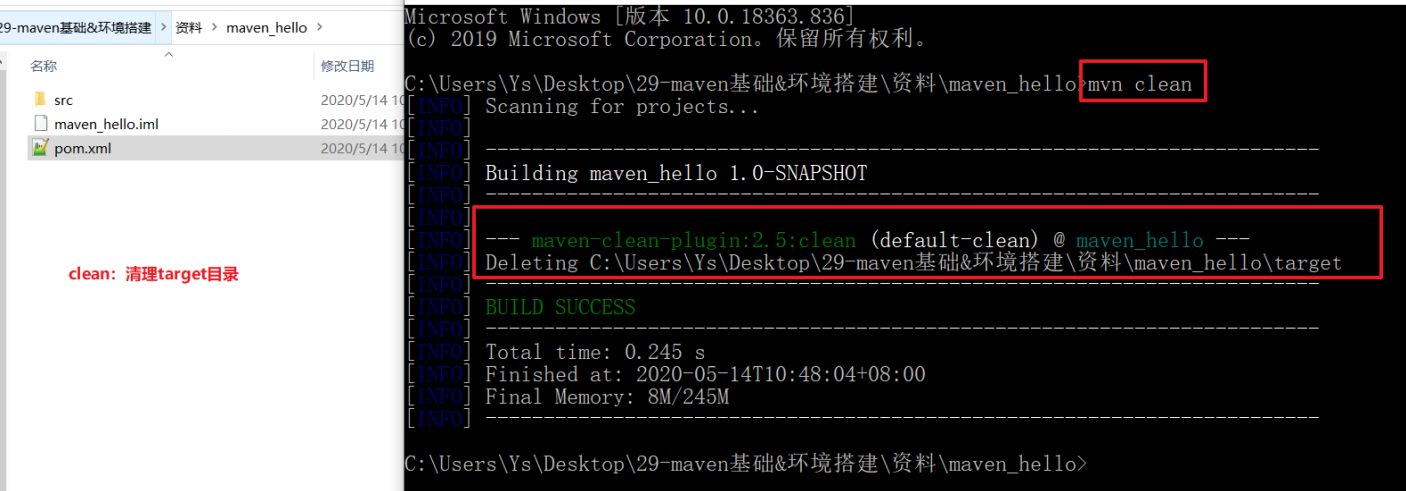 29-maven基础&环境搭建 > 资料 > maven_hello >
名称 修改日期
src 2020/5/14 10
maven_hello.iml 2020/5/14 10
pom.xml 2020/5/14 10
clean：清理target目录
Microsoft Windows [版本 10.0.18363.836]
(c) 2019 Microsoft Corporation。保留所有权利。
C:\Users\Ys\Desktop\29-maven基础&环境搭建\资料\maven_hello>mvn clean
[INFO] Scanning for projects...
[INFO]
[INFO] ------------------------------------------------------------------------
[INFO] Building maven_hello 1.0-SNAPSHOT
[INFO] ------------------------------------------------------------------------
[INFO]
[INFO] --- maven-clean-plugin:2.5:clean (default-clean) @ maven_hello ---
[INFO] Deleting C:\Users\Ys\Desktop\29-maven基础&环境搭建\资料\maven_hello\target
[INFO] ------------------------------------------------------------------------
[INFO] BUILD SUCCESS
[INFO] ------------------------------------------------------------------------
[INFO] Total time: 0.245 s
[INFO] Finished at: 2020-05-14T10:48:04+08:00
[INFO] Final Memory: 8M/245M
[INFO] ------------------------------------------------------------------------
C:\Users\Ys\Desktop\29-maven基础&环境搭建\资料\maven_hello>